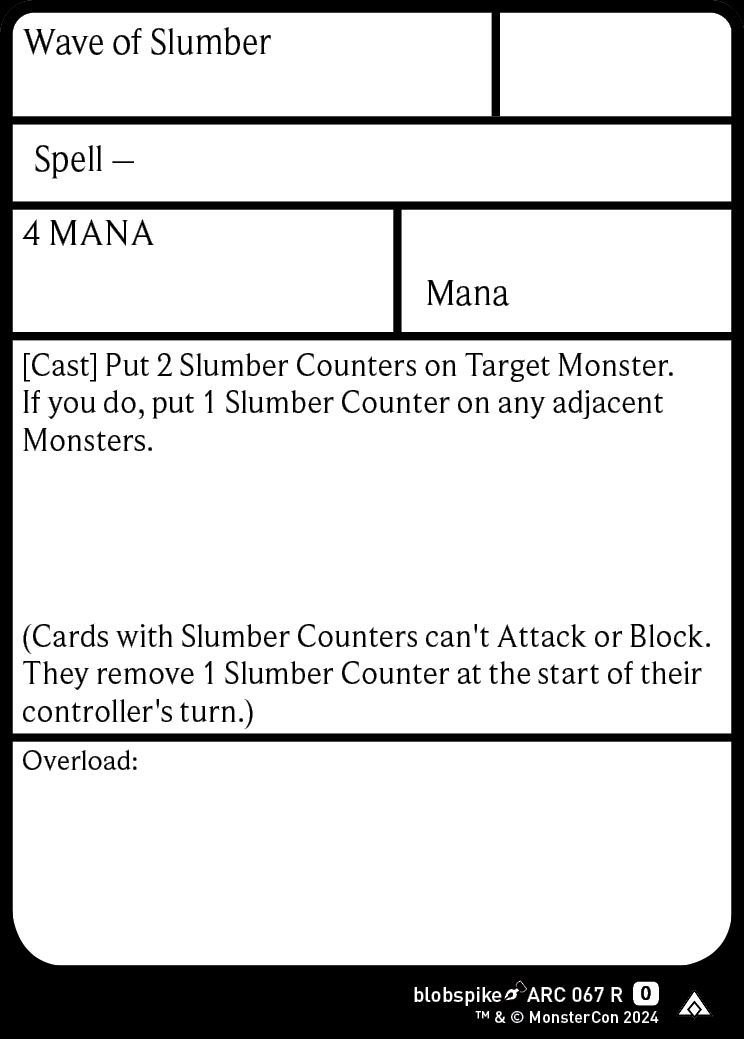 Wave of Slumber
Spell —
4 MANA
Mana
[Cast] Put 2 Slumber Counters on Target Monster.
If you do, put 1 Slumber Counter on any adjacent
Monsters.
(Cards with Slumber Counters can't Attack or Block.
They remove 1 Slumber Counter at the start of their
controller's turn.)
Overload:
blobspike ARC 067 R 0
™ & © MonsterCon 2024